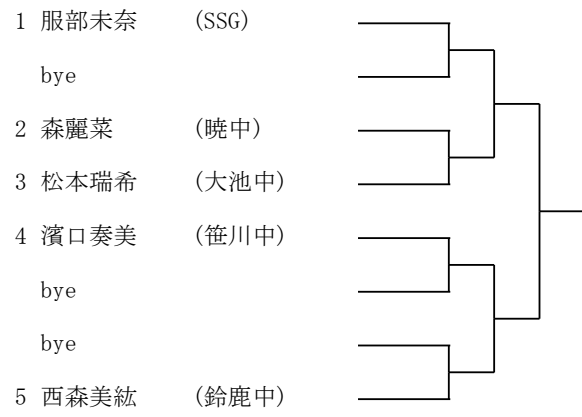 1 服部未奈 (SSG)
bye
2 森麗菜 (暁中)
3 松本瑞希 (大池中)
4 濱口奏美 (笹川中)
bye
bye
5 西森美紘 (鈴鹿中)